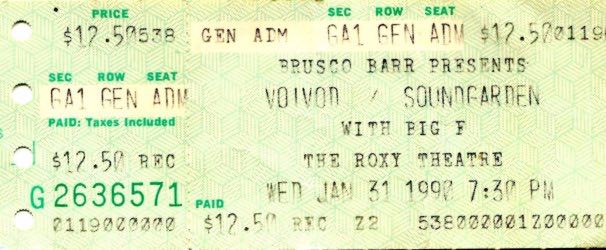 PRICE
$12.50538
SEC ROW SEAT
GA1 GEN ADM
PAID: Taxes Included
$12.50 REC
G 2636571
0119000000
SEC ROW SEAT
GEN ADM GA1 GEN ADM $12.500119
BRUSCO BARR PRESENTS
VOIVOD / SOUNDGARDEN
WITH BIG F
THE ROXY THEATRE
WED JAN 31 1990 7:30 PM
PAID $12.50 REC Z2 538000001Z00000